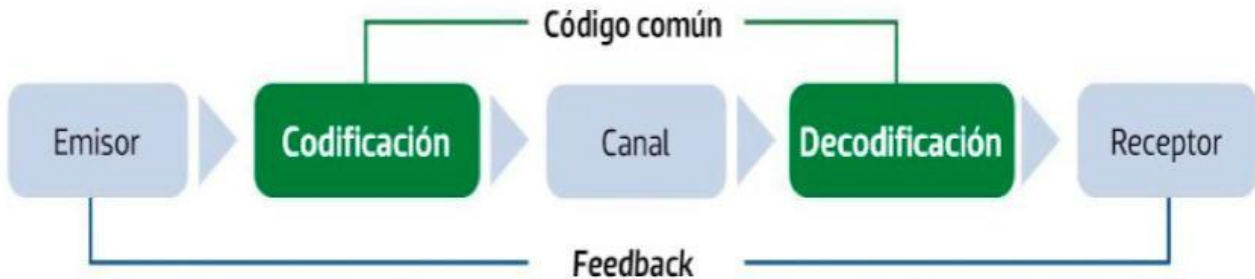 Código común
Emisor
Codificación
Canal
Decodificación
Receptor
Feedback